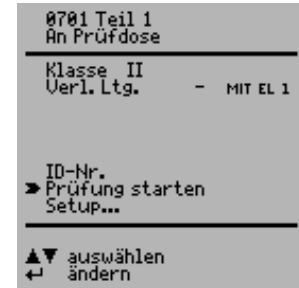 0701 Teil 1
An Prüfdose
Klasse II
Verl.Ltg. - MIT EL 1
ID-Nr.
Prüfung starten
Setup...
▲▼ auswählen
↵ ändern